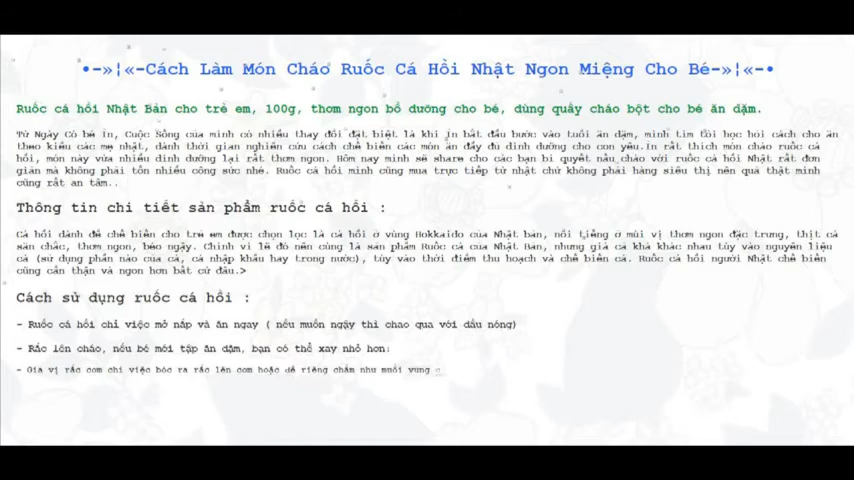 •-»¦«-Cách Làm Món Cháo Ruốc Cá Hồi Nhật Ngon Miệng Cho Bé-»¦«-•
Ruốc cá hồi Nhật Bản cho trẻ em, 100g, thơm ngon bổ dưỡng cho bé, dùng quấy cháo bột cho bé ăn dặm.
Từ Ngày Có bé In, Cuộc Sống của mình có nhiều thay đổi đặt biệt là khi In bắt đầu bước vào tuổi ăn dặm, mình tìm tòi học hỏi cách cho ăn
theo kiểu các mẹ nhật, dành thời gian nghiên cứu cách chế biến các món ăn đầy đủ dinh dưỡng cho con yêu.In rất thích món cháo ruốc cá
hồi, món này vừa nhiều dinh dưỡng lại rất thơm ngon. Hôm nay mình sẽ share cho các bạn bí quyết nấu cháo với ruốc cá hồi Nhật rất đơn
giản mà không phải tốn nhiều công sức nhé. Ruốc cá hồi mình cũng mua trực tiếp từ nhật chứ không phải hàng siêu thị nên quả thật mình
cũng rất an tâm..
Thông tin chi tiết sản phẩm ruốc cá hồi :
Cá hồi dành để chế biến cho trẻ em được chọn lọc là cá hồi ở vùng Hokkaido của Nhật bản, nổi tiếng ở mùi vị thơm ngon đặc trưng, thịt cá
săn chắc, thơm ngon, béo ngậy. Chính vì lẽ đó nên cùng là sản phẩm Ruốc cá của Nhật Bản, nhưng giá cả khá khác nhau tùy vào nguyên liệu
cá (sử dụng phần nào của cá, cá nhập khẩu hay trong nước), tùy vào thời điểm thu hoạch và chế biến cá. Ruốc cá hồi người Nhật chế biến
cũng cẩn thận và ngon hơn bất cứ đâu.>
Cách sử dụng ruốc cá hồi :
- Ruốc cá hồi chỉ việc mở nắp và ăn ngay ( nếu muốn ngậy thì chao qua với dầu nóng)
- Rắc lên cháo, nếu bé mới tập ăn dặm, bạn có thể xay nhỏ hơn
- Gia vị rắc cơm chỉ việc bóc ra rắc lên cơm hoặc để riêng chấm như muối vừng